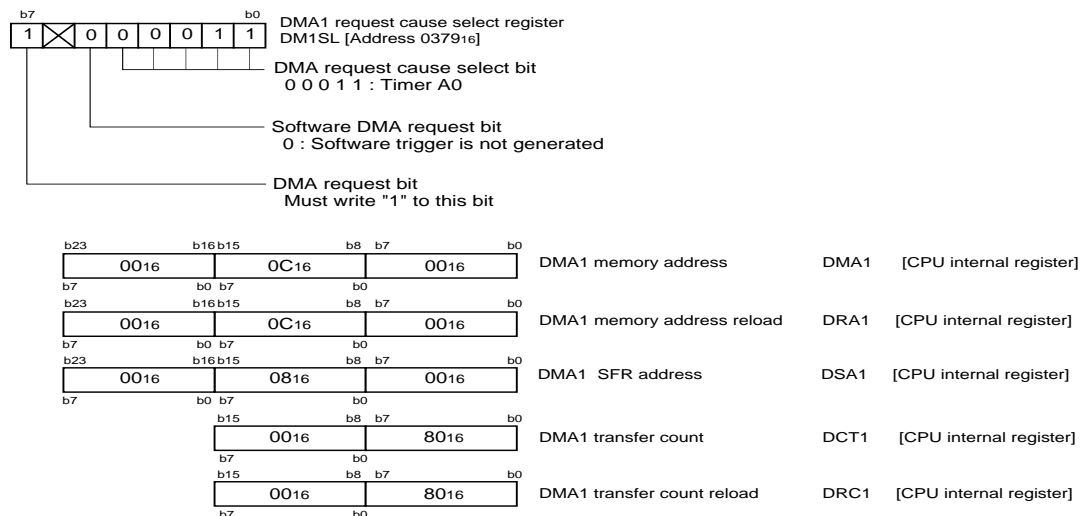 b7 b0
1 0 0 0 0 1 1
DMA1 request cause select register
DM1SL [Address 037916]
DMA request cause select bit
0 0 0 1 1 : Timer A0
Software DMA request bit
0 : Software trigger is not generated
DMA request bit
Must write "1" to this bit
b23 b16 b15 b8 b7 b0
0016 0C16 0016 DMA1 memory address DMA1 [CPU internal register]
b7 b0 b7 b0
b23 b16 b15 b8 b7 b0
0016 0C16 0016 DMA1 memory address reload DRA1 [CPU internal register]
b7 b0 b7 b0
b23 b16 b15 b8 b7 b0
0016 0816 0016 DMA1 SFR address DSA1 [CPU internal register]
b7 b0 b7 b0
b15 b8 b7 b0
0016 8016 DMA1 transfer count DCT1 [CPU internal register]
b7 b0
b15 b8 b7 b0
0016 8016 DMA1 transfer count reload DRC1 [CPU internal register]
b7 b0